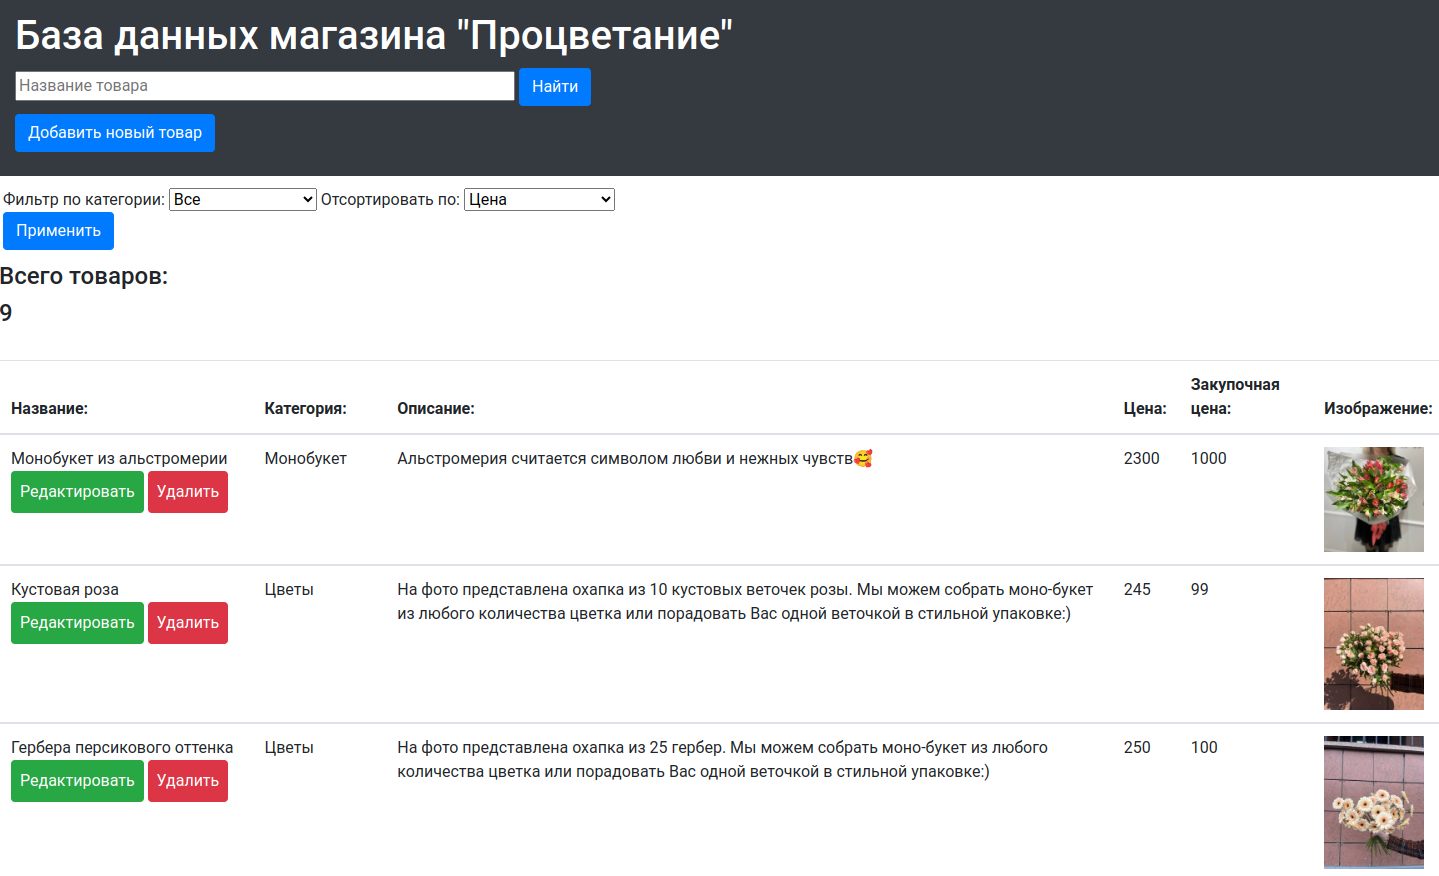 База данных магазина "Процветание"
Название товара Найти
Добавить новый товар
Фильтр по категории: Все Отсортировать по: Цена
Применить
Всего товаров:
9
Название: Категория: Описание: Цена: Закупочная цена: Изображение:
Монобукет из альстромерии Монобукет Альстромерия считается символом любви и нежных чувств🥰 2300 1000
Редактировать Удалить
Кустовая роза Цветы На фото представлена охапка из 10 кустовых веточек розы. Мы можем собрать моно-букет 245 99
из любого количества цветка или порадовать Вас одной веточкой в стильной упаковке:)
Редактировать Удалить
Гербера персикового оттенка Цветы На фото представлена охапка из 25 гербер. Мы можем собрать моно-букет из любого 250 100
количества цветка или порадовать Вас одной веточкой в стильной упаковке:)
Редактировать Удалить